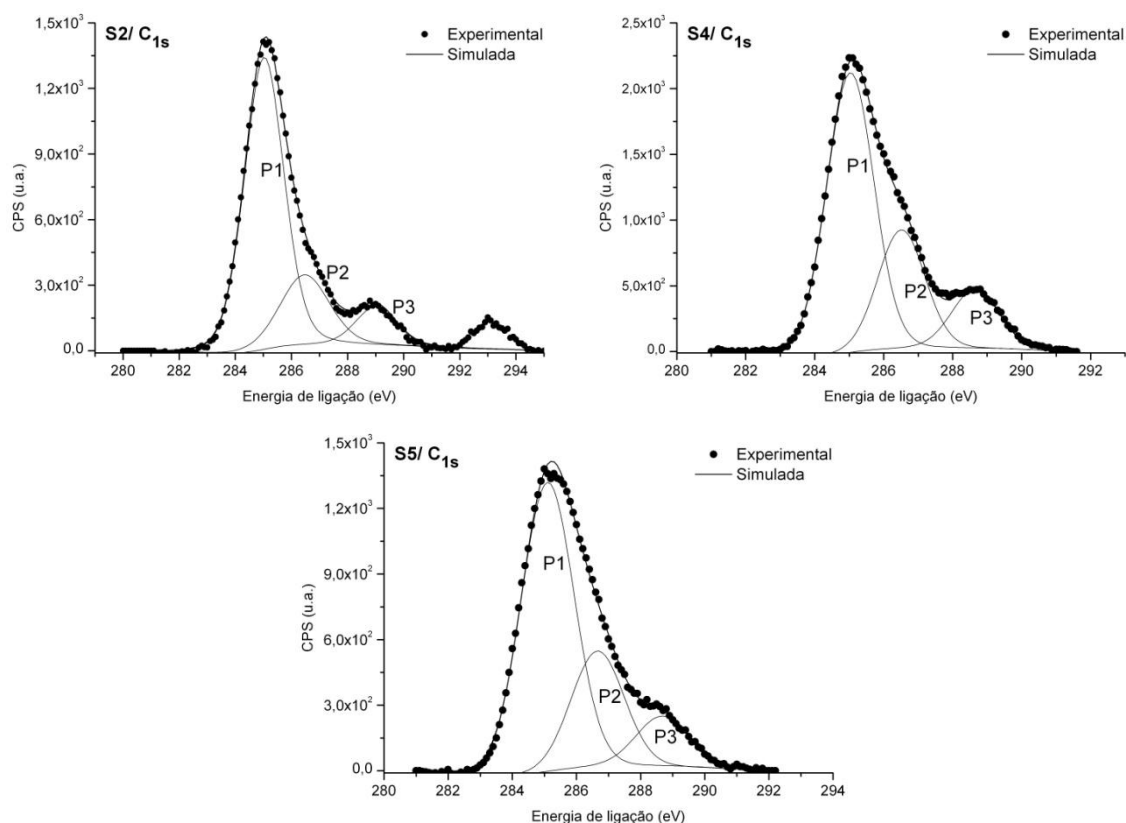 S2/ C1s
Experimental
Simulada
1,5x10³
1,2x10³
9,0x10²
6,0x10²
3,0x10²
0,0
CPS (u.a.)
P1
P2
P3
280 282 284 286 288 290 292 294
Energia de ligação (eV)
S4/ C1s
Experimental
Simulada
2,5x10³
2,0x10³
1,5x10³
1,0x10³
5,0x10²
0,0
CPS (u.a.)
P1
P2
P3
280 282 284 286 288 290 292
Energia de ligação (eV)
S5/ C1s
Experimental
Simulada
1,5x10³
1,2x10³
9,0x10²
6,0x10²
3,0x10²
0,0
CPS (u.a.)
P1
P2
P3
280 282 284 286 288 290 292 294
Energia de ligação (eV)